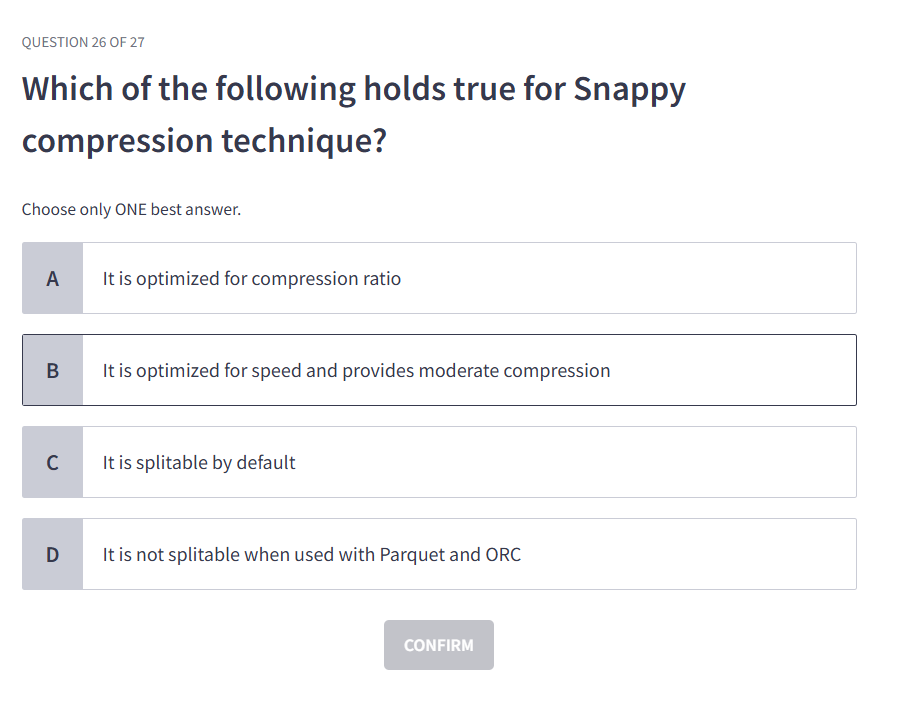 QUESTION 26 OF 27
Which of the following holds true for Snappy
compression technique?
Choose only ONE best answer.
A It is optimized for compression ratio
B It is optimized for speed and provides moderate compression
C It is splitable by default
D It is not splitable when used with Parquet and ORC
CONFIRM